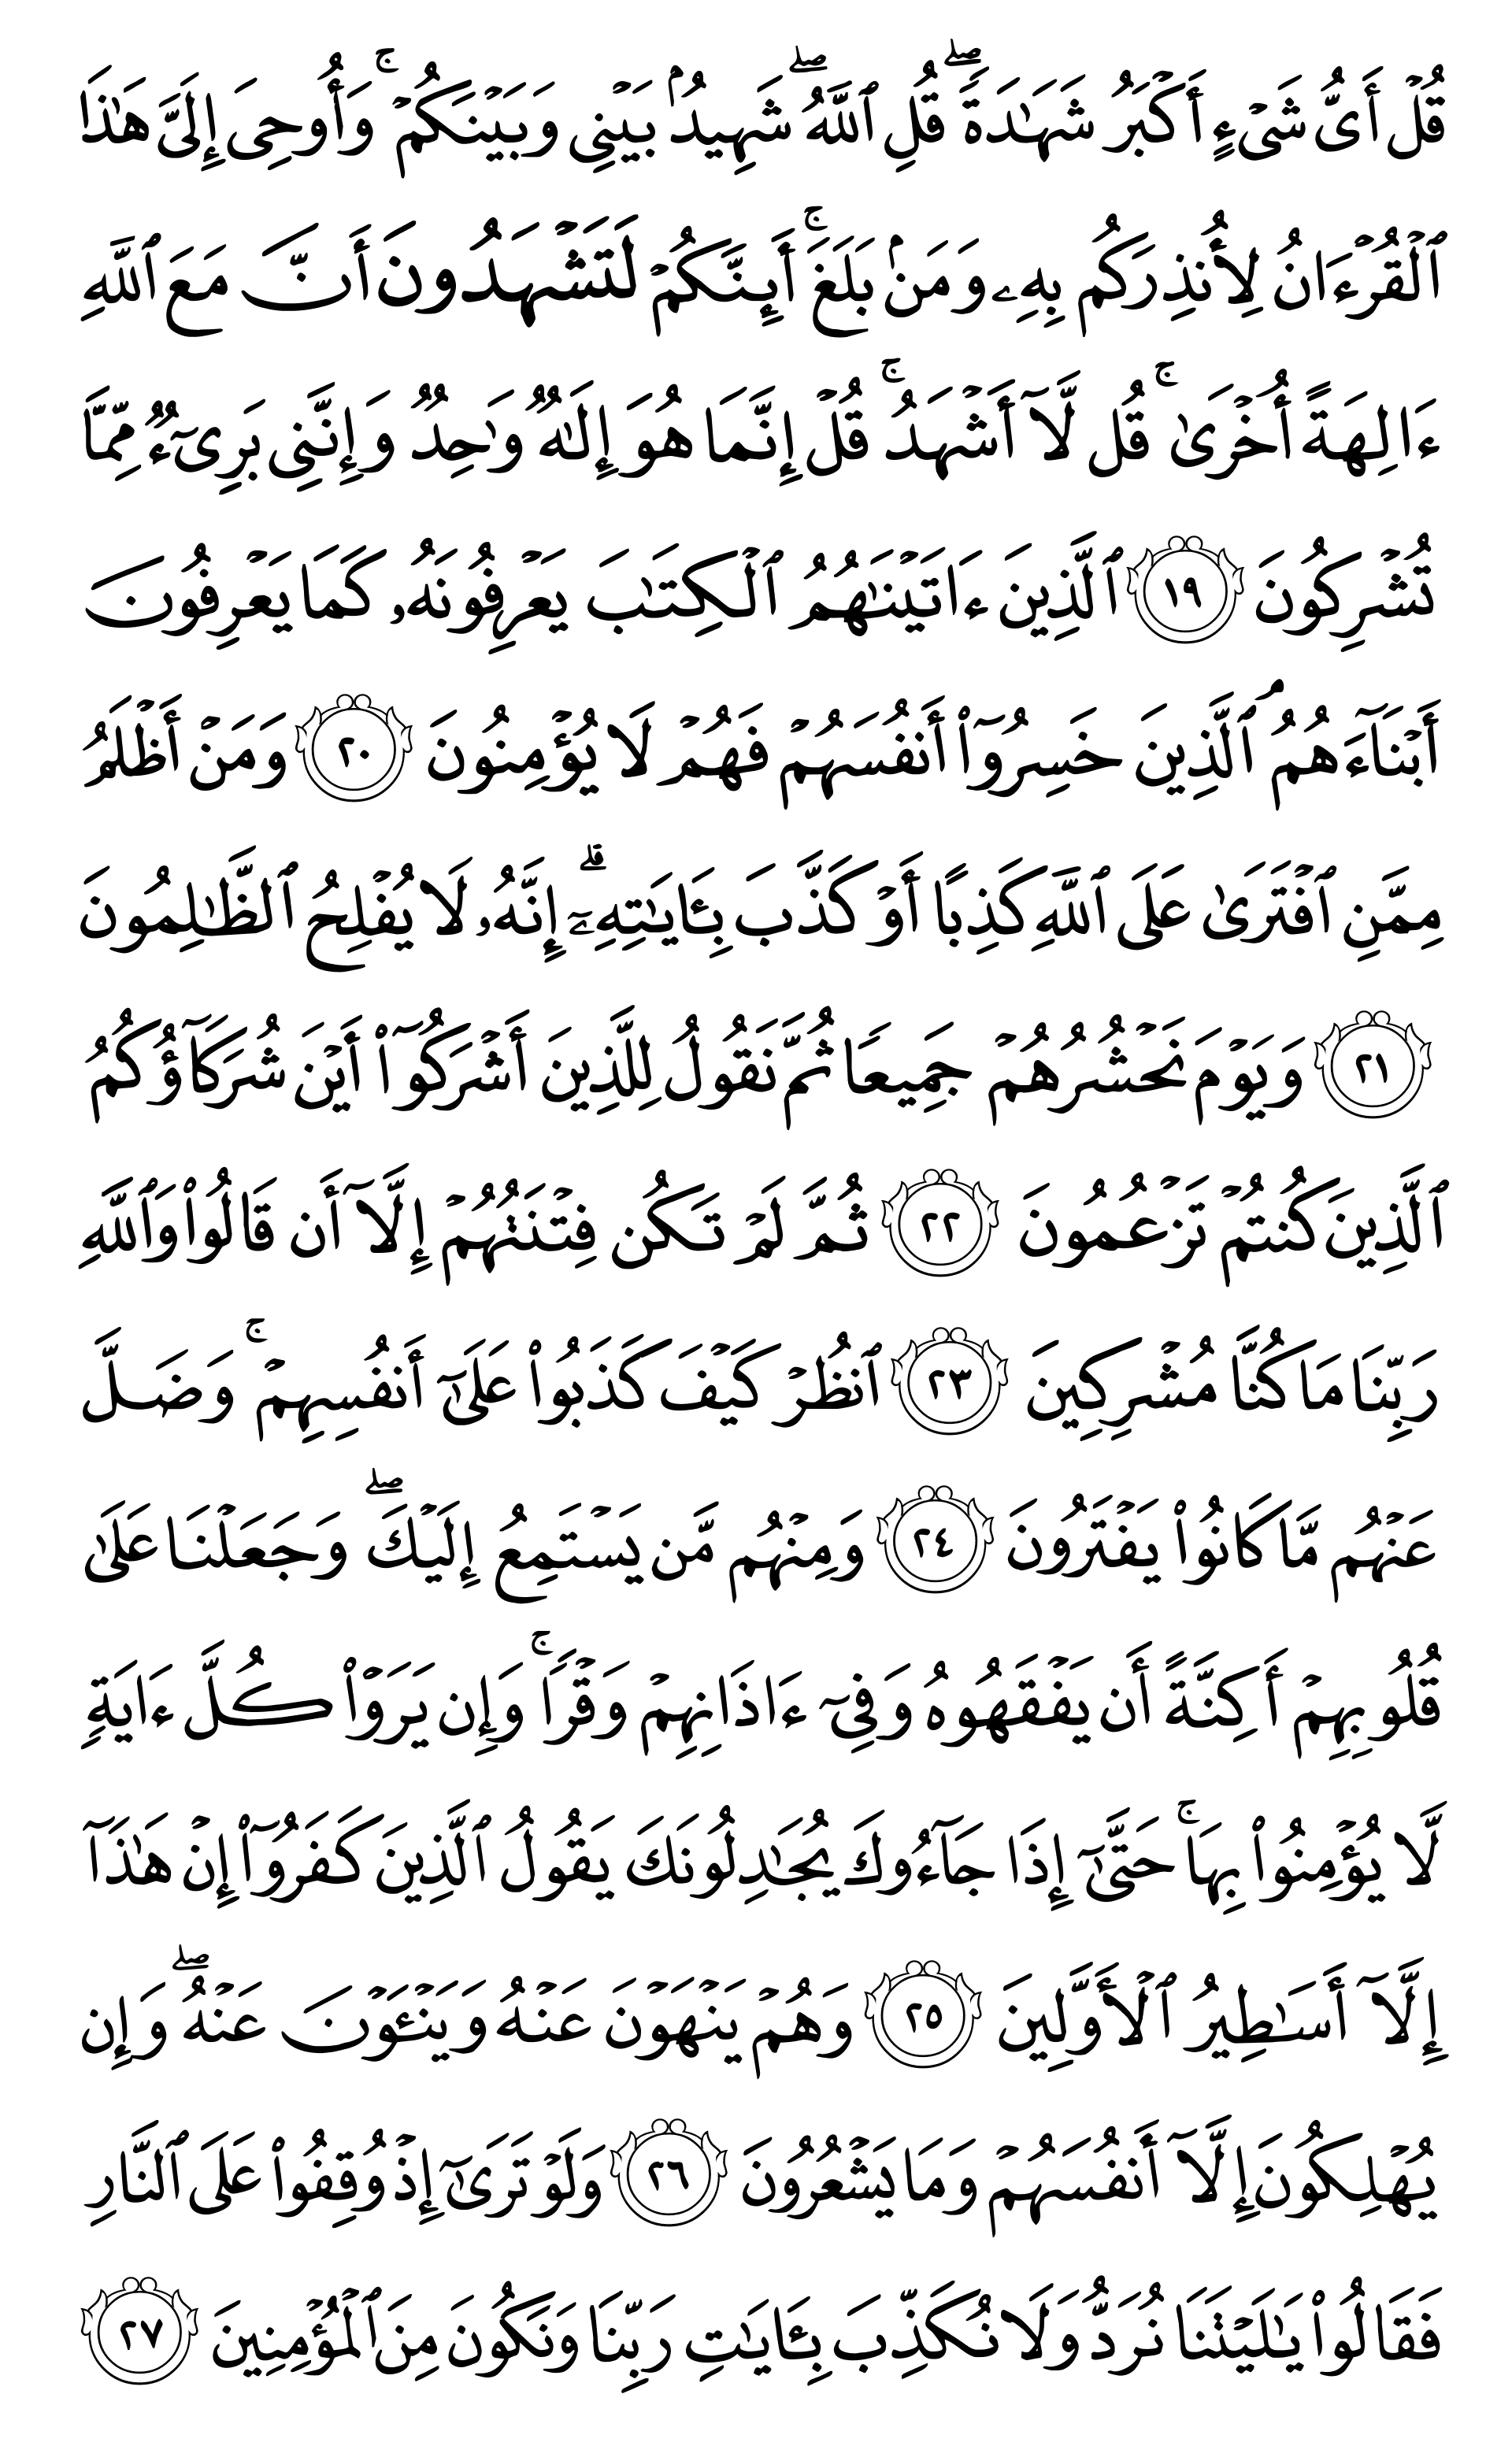 قُلۡ أَىُّ شَىۡءٍ أَكۡبَرُ شَهَٰدَةٗۖ قُلِ ٱللَّهُۖ شَهِيدُۢ بَيۡنِى وَبَيۡنَكُمۡۚ وَأُوحِىَ إِلَىَّ هَٰذَا
ٱلۡقُرۡءَانُ لِأُنذِرَكُم بِهِۦ وَمَنۢ بَلَغَۚ أَئِنَّكُمۡ لَتَشۡهَدُونَ أَنَّ مَعَ ٱللَّهِ
ءَالِهَةً أُخۡرَىٰۚ قُل لَّآ أَشۡهَدُۚ قُلۡ إِنَّمَا هُوَ إِلَٰهٞ وَٰحِدٞ وَإِنَّنِى بَرِىٓءٞ مِّمَّا
تُشۡرِكُونَ ١٩ ٱلَّذِينَ ءَاتَيۡنَٰهُمُ ٱلۡكِتَٰبَ يَعۡرِفُونَهُۥ كَمَا يَعۡرِفُونَ
أَبۡنَآءَهُمُۘ ٱلَّذِينَ خَسِرُوٓاْ أَنفُسَهُمۡ فَهُمۡ لَا يُؤۡمِنُونَ ٢٠ وَمَنۡ أَظۡلَمُ
مِمَّنِ ٱفۡتَرَىٰ عَلَى ٱللَّهِ كَذِبًا أَوۡ كَذَّبَ بِـَٔايَٰتِهِۦٓۗ إِنَّهُۥ لَا يُفۡلِحُ ٱلظَّٰلِمُونَ
٢١ وَيَوۡمَ نَحۡشُرُهُمۡ جَمِيعٗا ثُمَّ نَقُولُ لِلَّذِينَ أَشۡرَكُوٓاْ أَيۡنَ شُرَكَآؤُكُمُ
ٱلَّذِينَ كُنتُمۡ تَزۡعُمُونَ ٢٢ ثُمَّ لَمۡ تَكُن فِتۡنَتُهُمۡ إِلَّآ أَن قَالُواْ وَٱللَّهِ
رَبِّنَا مَا كُنَّا مُشۡرِكِينَ ٢٣ ٱنظُرۡ كَيۡفَ كَذَبُواْ عَلَىٰٓ أَنفُسِهِمۡۚ وَضَلَّ
عَنۡهُم مَّا كَانُواْ يَفۡتَرُونَ ٢٤ وَمِنۡهُم مَّن يَسۡتَمِعُ إِلَيۡكَۖ وَجَعَلۡنَا عَلَىٰ
قُلُوبِهِمۡ أَكِنَّةً أَن يَفۡقَهُوهُ وَفِىٓ ءَاذَانِهِمۡ وَقۡرٗاۚ وَإِن يَرَوۡاْ كُلَّ ءَايَةٖ
لَّا يُؤۡمِنُواْ بِهَاۚ حَتَّىٰٓ إِذَا جَآءُوكَ يُجَٰدِلُونَكَ يَقُولُ ٱلَّذِينَ كَفَرُوٓاْ إِنۡ هَٰذَآ
إِلَّآ أَسَٰطِيرُ ٱلۡأَوَّلِينَ ٢٥ وَهُمۡ يَنۡهَوۡنَ عَنۡهُ وَيَنۡـَٔوۡنَ عَنۡهُۖ وَإِن
يُهۡلِكُونَ إِلَّآ أَنفُسَهُمۡ وَمَا يَشۡعُرُونَ ٢٦ وَلَوۡ تَرَىٰٓ إِذۡ وُقِفُواْ عَلَى ٱلنَّارِ
فَقَالُواْ يَٰلَيۡتَنَا نُرَدُّ وَلَا نُكَذِّبَ بِـَٔايَٰتِ رَبِّنَا وَنَكُونَ مِنَ ٱلۡمُؤۡمِنِينَ ٢٧